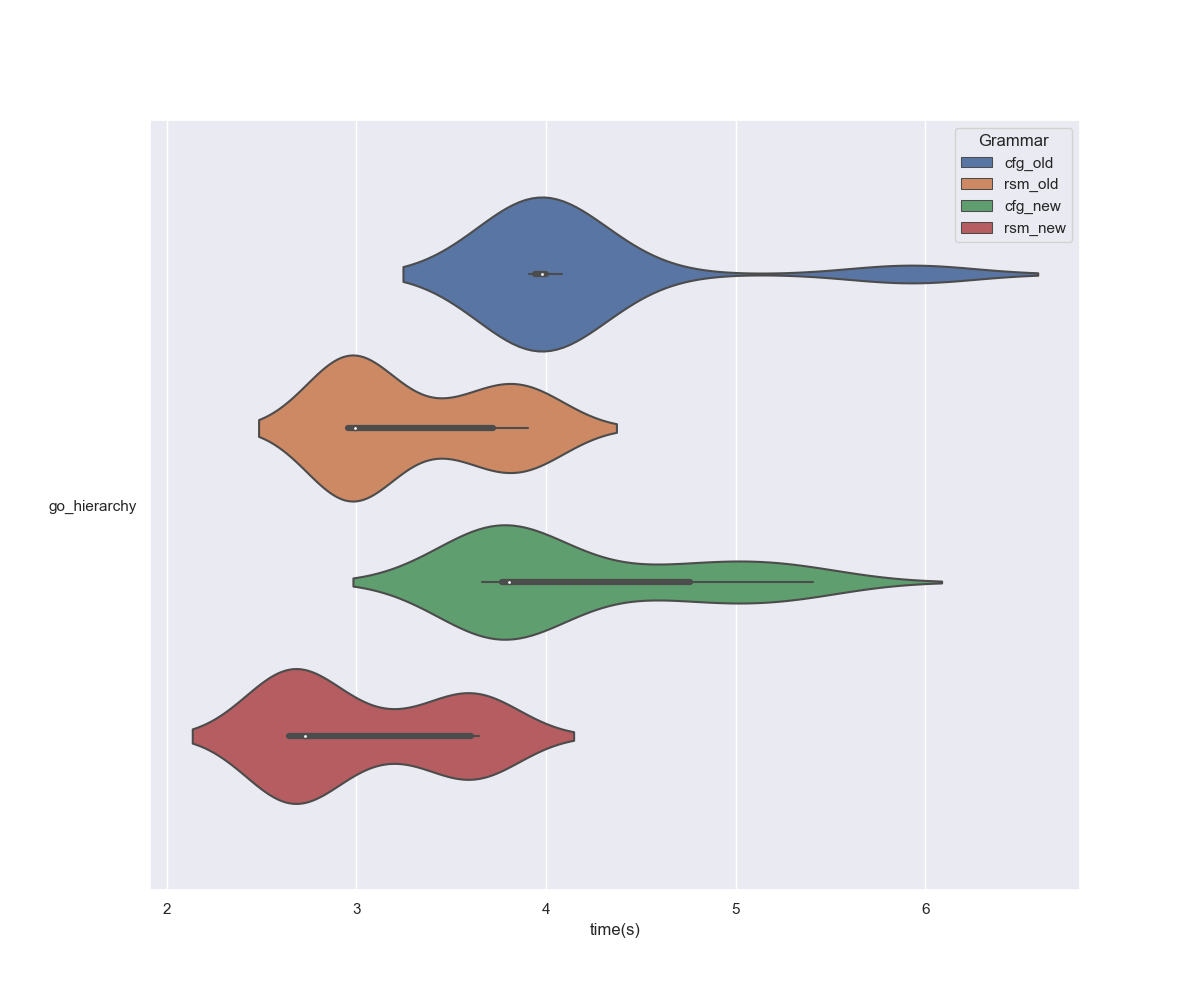 Grammar
cfg_old
rsm_old
cfg_new
rsm_new
go_hierarchy
2 3 4 5 6
time(s)